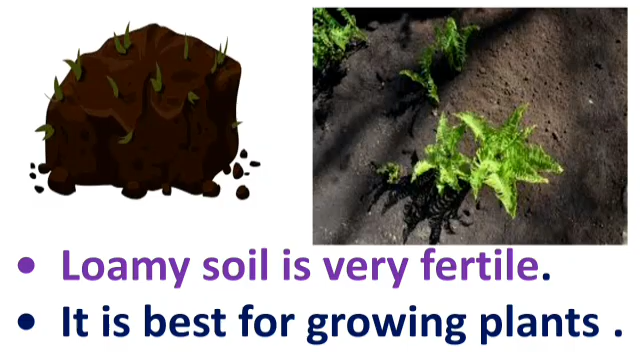 • Loamy soil is very fertile.
• It is best for growing plants .